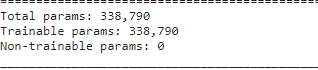 Total params: 338,790
Trainable params: 338,790
Non-trainable params: 0